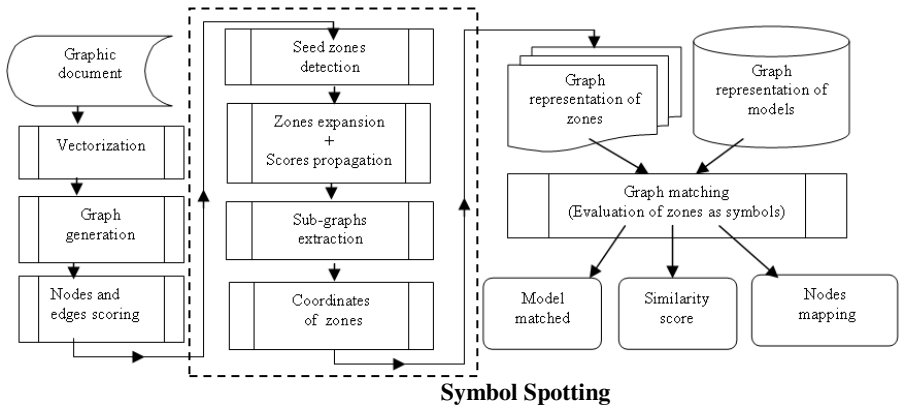 Graphic
document
Vectorization
Graph
generation
Nodes and
edges scoring
Seed zones
detection
Zones expansion
+
Scores propagation
Sub-graphs
extraction
Coordinates
of zones
Graph
representation of
zones
Graph
representation of
models
Graph matching
(Evaluation of zones as symbols)
Model
matched
Similarity
score
Nodes
mapping
Symbol Spotting